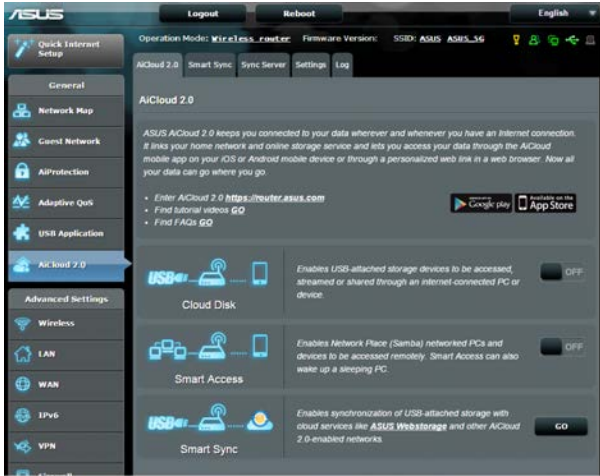 ASUS
Logout
Reboot
English
Quick Internet
Setup
Operation Mode: Wireless router Firmware Version: SSID: ASUS ASUS_5G
AiCloud 2.0
Smart Sync
Sync Server
Settings
Log
General
Network Map
Guest Network
AiProtection
Adaptive QoS
USB Application
AiCloud 2.0
Advanced Settings
Wireless
LAN
WAN
IPv6
VPN
AiCloud 2.0
ASUS AiCloud 2.0 keeps you connected to your data wherever and whenever you have an Internet connection.
It links your home network and online storage service and lets you access your data through the AiCloud
mobile app on your iOS or Android mobile device or through a personalized web link in a web browser. Now all
your data can go where you go.
• Enter AiCloud 2.0 https://router.asus.com
• Find tutorial videos GO
• Find FAQs GO
Google play
Available on the
App Store
USB
Cloud Disk
Enables USB-attached storage devices to be accessed,
streamed or shared through an internet-connected PC or
device.
OFF
Smart Access
Enables Network Place (Samba) networked PCs and
devices to be accessed remotely. Smart Access can also
wake up a sleeping PC.
OFF
USB
Smart Sync
Enables synchronization of USB-attached storage with
cloud services like ASUS Webstorage and other AiCloud
2.0-enabled networks.
GO